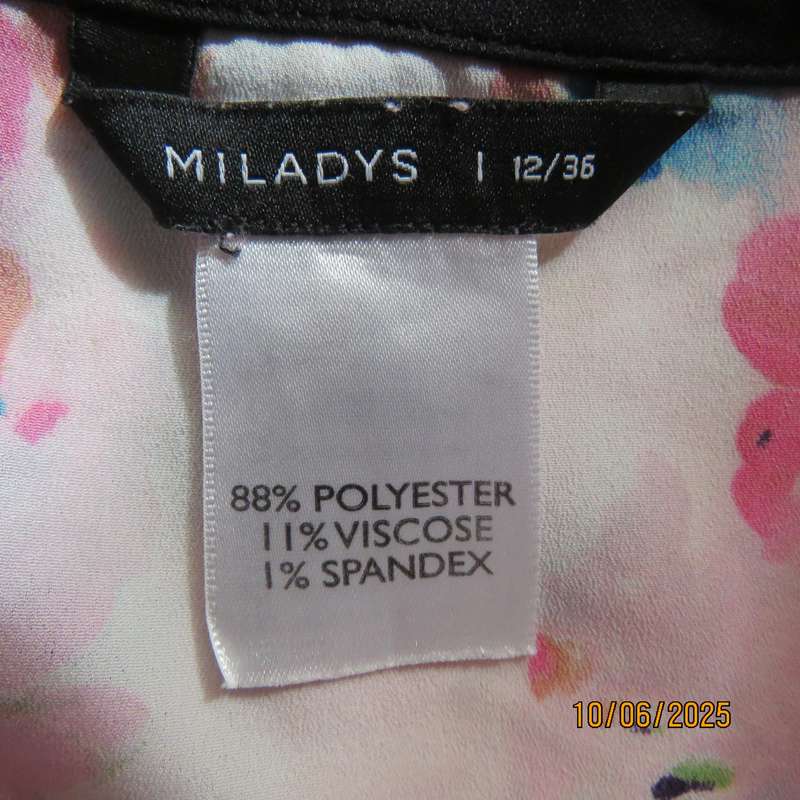 MILADYS | 12/36
88% POLYESTER
11% VISCOSE
1% SPANDEX
10/06/2025